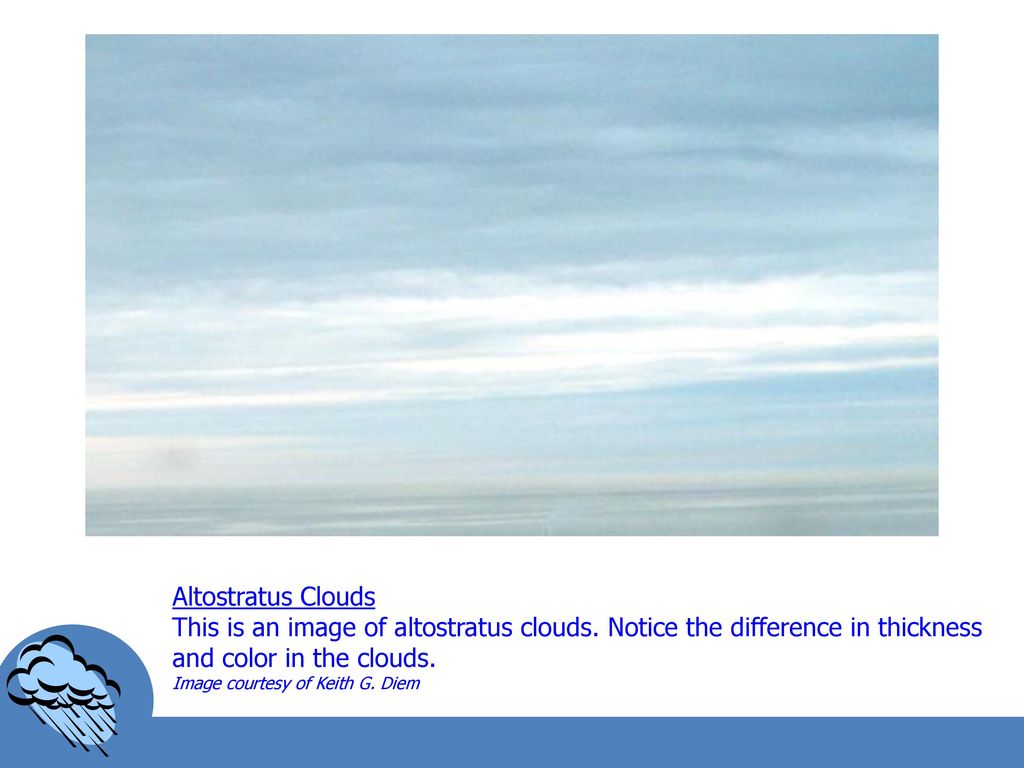 Altostratus Clouds
This is an image of altostratus clouds. Notice the difference in thickness
and color in the clouds.
Image courtesy of Keith G. Diem